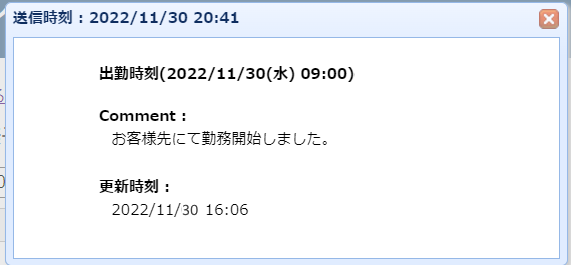 送信時刻 : 2022/11/30 20:41
出勤時刻(2022/11/30(水) 09:00)
Comment :
お客様先にて勤務開始しました。
更新時刻 :
2022/11/30 16:06